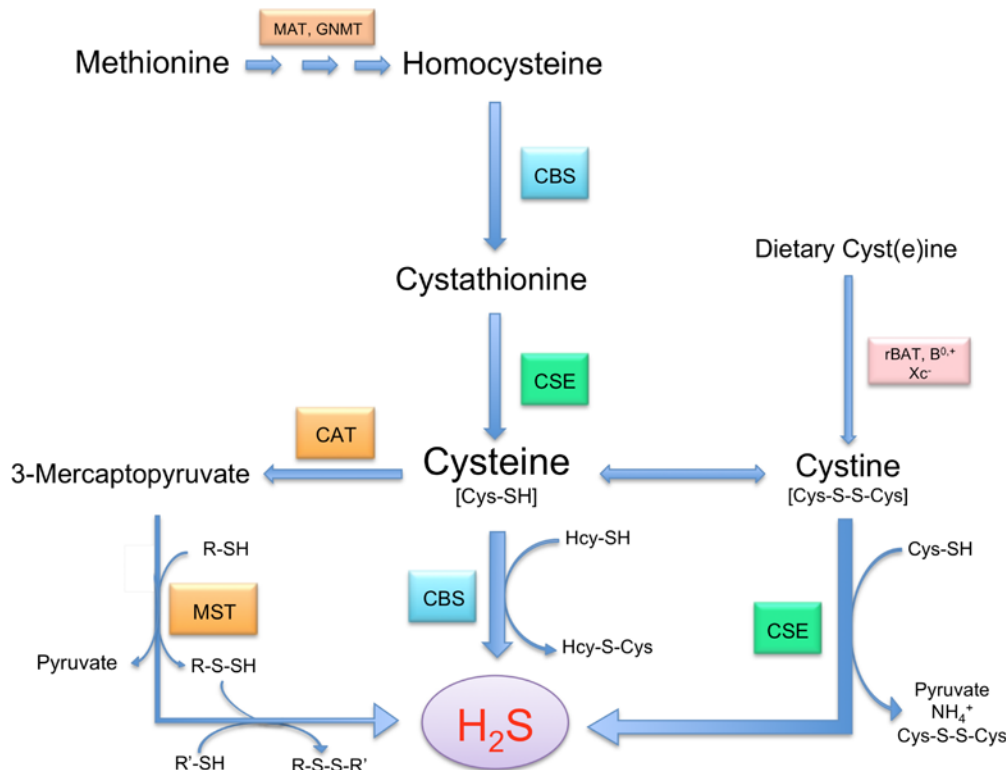 MAT, GNMT
Methionine
Homocysteine
CBS
Dietary Cyst(e)ine
Cystathionine
rBAT, B⁰,⁺
Xc⁻
CSE
CAT
Cysteine
[Cys-SH]
Cystine
[Cys-S-S-Cys]
3-Mercaptopyruvate
R-SH
Hcy-SH
Cys-SH
MST
CBS
CSE
Pyruvate
R-S-SH
Hcy-S-Cys
Pyruvate
NH₄⁺
Cys-S-S-Cys
H₂S
R'-SH
R-S-S-R'